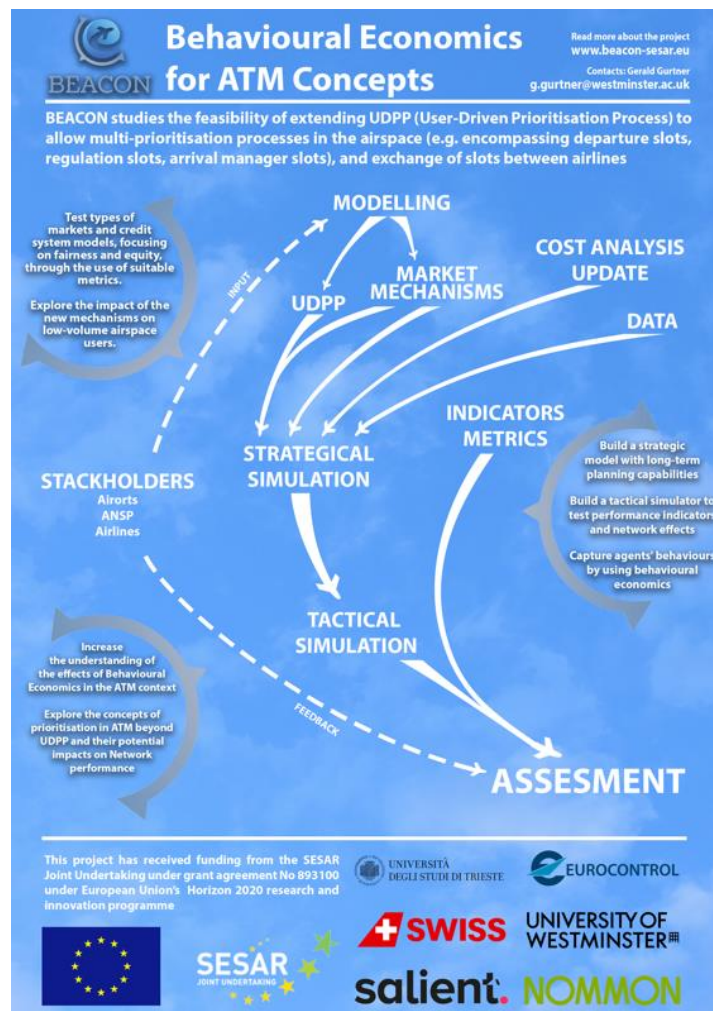 BEACON
Behavioural Economics
for ATM Concepts
Read more about the project
www.beacon-sesar.eu
Contacts: Gerald Gurtner
g.gurtner@westminster.ac.uk
BEACON studies the feasibility of extending UDPP (User-Driven Prioritisation Process) to
allow multi-prioritisation processes in the airspace (e.g. encompassing departure slots,
regulation slots, arrival manager slots), and exchange of slots between airlines
Test types of
markets and credit
system models, focusing
on fairness and equity,
through the use of suitable
metrics.
Explore the impact of the
new mechanisms on
low-volume airspace
users.
MODELLING
INPUT
UDPP
MARKET
MECHANISMS
COST ANALYSIS
UPDATE
DATA
INDICATORS
METRICS
STRATEGICAL
SIMULATION
STACKHOLDERS
Airorts
ANSP
Airlines
Build a strategic
model with long-term
planning capabilities
Build a tactical simulator to
test performance indicators
and network effects
Capture agents' behaviours
by using behavioural
economics
TACTICAL
SIMULATION
Increase
the understanding of
the effects of Behavioural
Economics in the ATM context
Explore the concepts of
prioritisation in ATM beyond
UDPP and their potential
impacts on Network
performance
FEEDBACK
ASSESMENT
This project has received funding from the SESAR
Joint Undertaking under grant agreement No 893100
under European Union's Horizon 2020 research and
innovation programme
UNIVERSITÀ
DEGLI STUDI DI TRIESTE
EUROCONTROL
SESAR
JOINT UNDERTAKING
SWISS
UNIVERSITY OF
WESTMINSTER
salient.
NOMMON